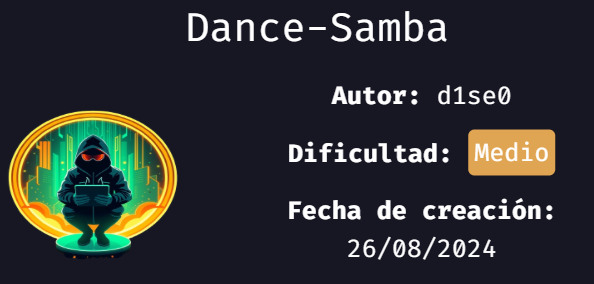 Dance-Samba
Autor: d1se0
Dificultad: Medio
Fecha de creación:
26/08/2024